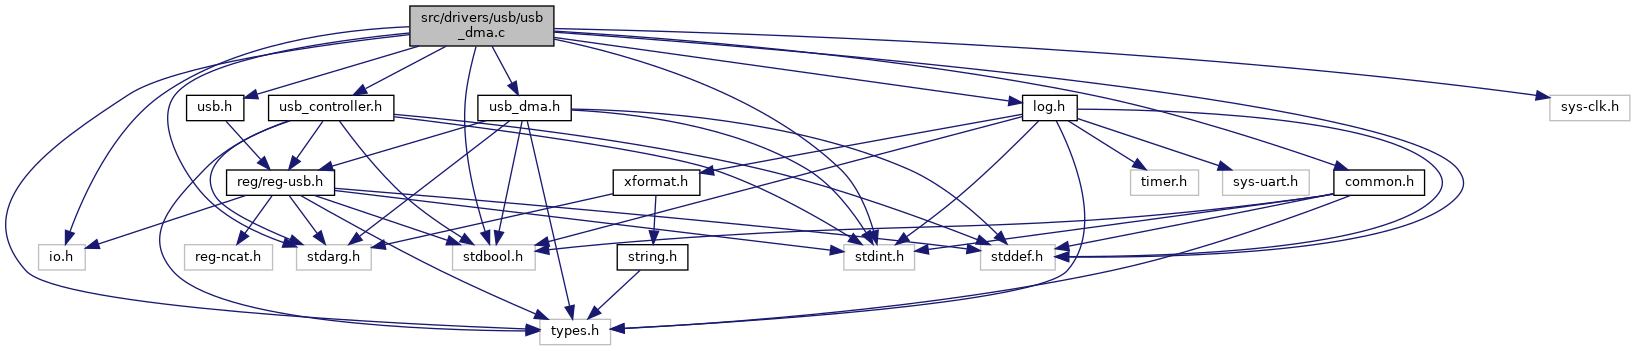 src/drivers/usb/usb
_dma.c
usb.h
usb_controller.h
usb_dma.h
log.h
sys-clk.h
reg/reg-usb.h
xformat.h
timer.h
sys-uart.h
common.h
io.h
reg-ncat.h
stdarg.h
stdbool.h
string.h
stdint.h
stddef.h
types.h